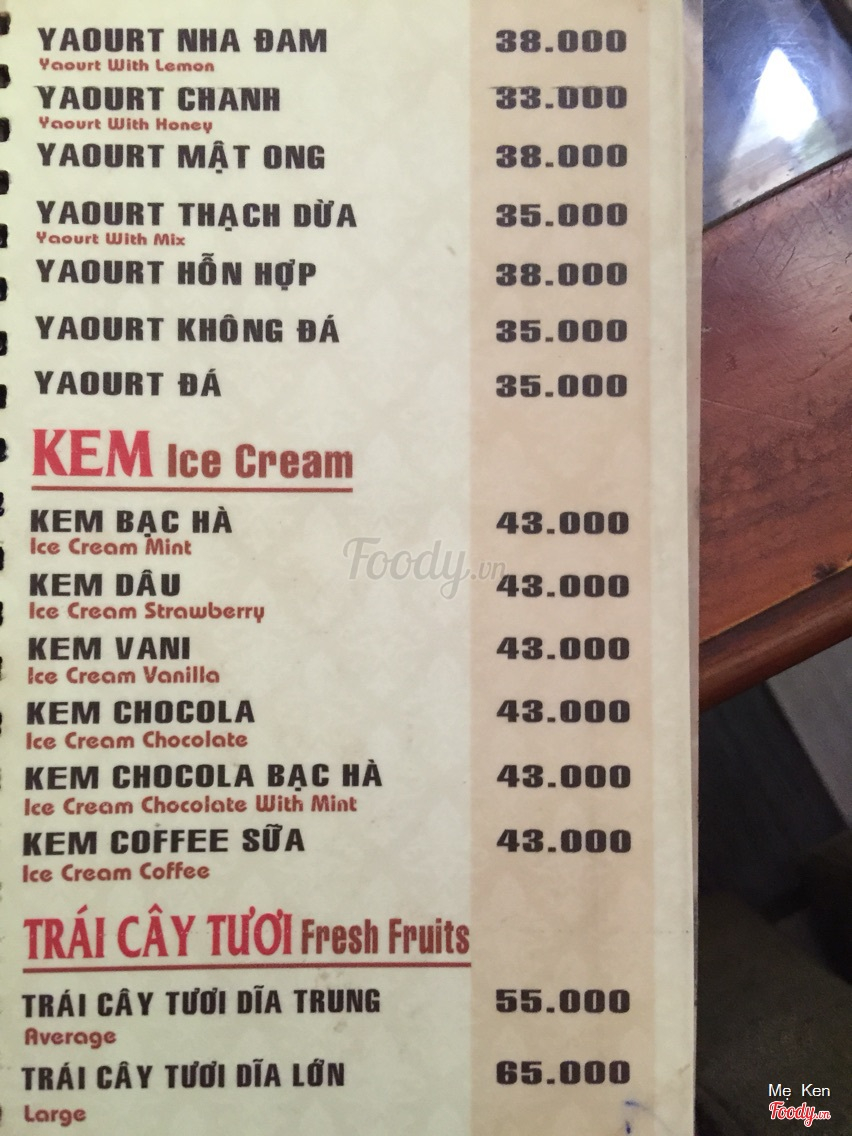 YAOURT NHA ĐAM 38.000
Yaourt With Lemon
YAOURT CHANH 33.000
Yaourt With Honey
YAOURT MẬT ONG 38.000
YAOURT THẠCH DỪA 35.000
Yaourt With Mix
YAOURT HỖN HỢP 38.000
YAOURT KHÔNG ĐÁ 35.000
YAOURT ĐÁ 35.000
KEM Ice Cream
KEM BẠC HÀ 43.000
Ice Cream Mint
Foody.vn
KEM DÂU 43.000
Ice Cream Strawberry
KEM VANI 43.000
Ice Cream Vanilla
KEM CHOCOLA 43.000
Ice Cream Chocolate
KEM CHOCOLA BẠC HÀ 43.000
Ice Cream Chocolate With Mint
KEM COFFEE SỮA 43.000
Ice Cream Coffee
TRÁI CÂY TƯƠI Fresh Fruits
TRÁI CÂY TƯƠI DĨA TRUNG 55.000
Average
TRÁI CÂY TƯƠI DĨA LỚN 65.000
Large
Mẹ Ken
Foody.vn